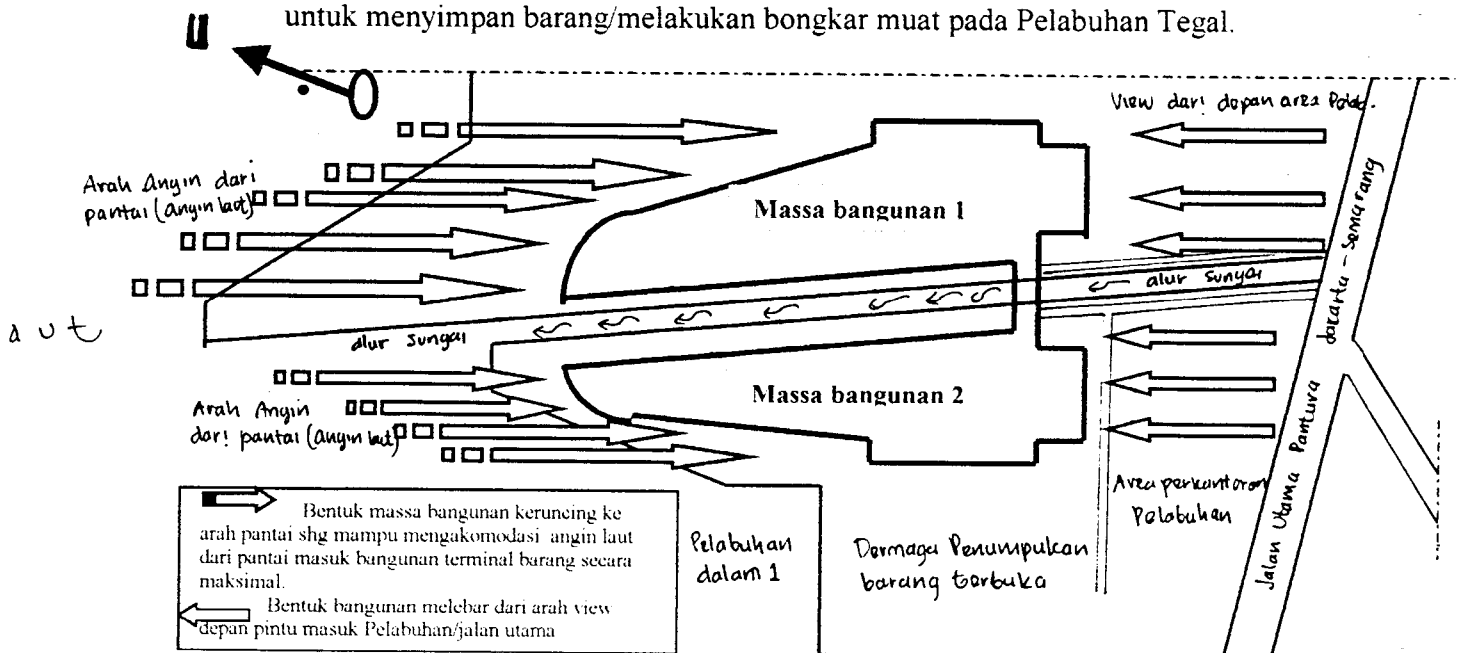 untuk menyimpan barang/melakukan bongkar muat pada Pelabuhan Tegal.
U
View dari depan area Pelab.
Arah Angin dari
pantai (angin laut)
Massa bangunan 1
Jalan Utama Pantura Jakarta - Semarang
alur sungai
aut
alur sungai
Massa bangunan 2
Arah Angin
dari pantai (angin laut)
Area perkantoran
Pelabuhan
Bentuk massa bangunan keruncing ke
arah pantai shg mampu mengakomodasi angin laut
dari pantai masuk bangunan terminal barang secara
maksimal.
Bentuk bangunan melebar dari arah view
depan pintu masuk Pelabuhan/jalan utama
Pelabuhan
dalam 1
Dermaga Penumpukan
barang terbuka